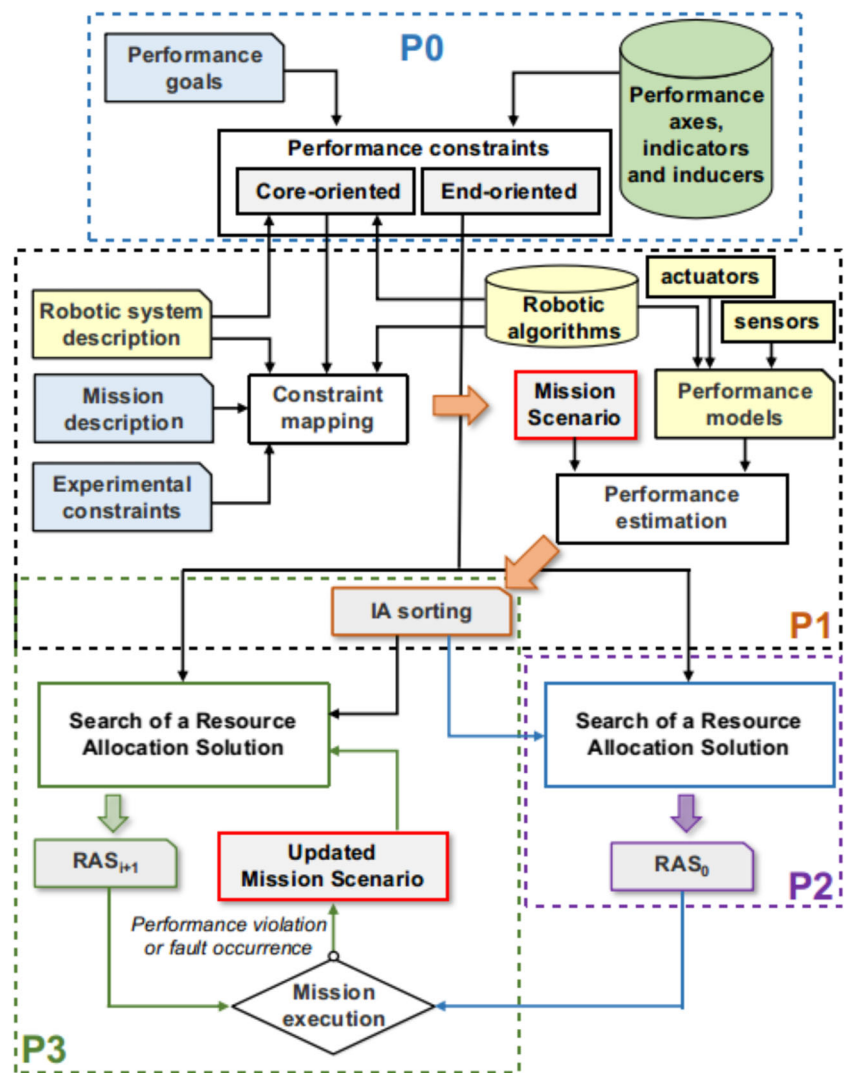 P0
Performance
goals
Performance
axes,
indicators
and inducers
Performance constraints
Core-oriented
End-oriented
actuators
Robotic system
description
Robotic
algorithms
sensors
Mission
description
Constraint
mapping
Mission
Scenario
Performance
models
Experimental
constraints
Performance
estimation
IA sorting
P1
Search of a Resource
Allocation Solution
Search of a Resource
Allocation Solution
RASi+1
Updated
Mission Scenario
RAS0
P2
Performance violation
or fault occurrence
Mission
execution
P3